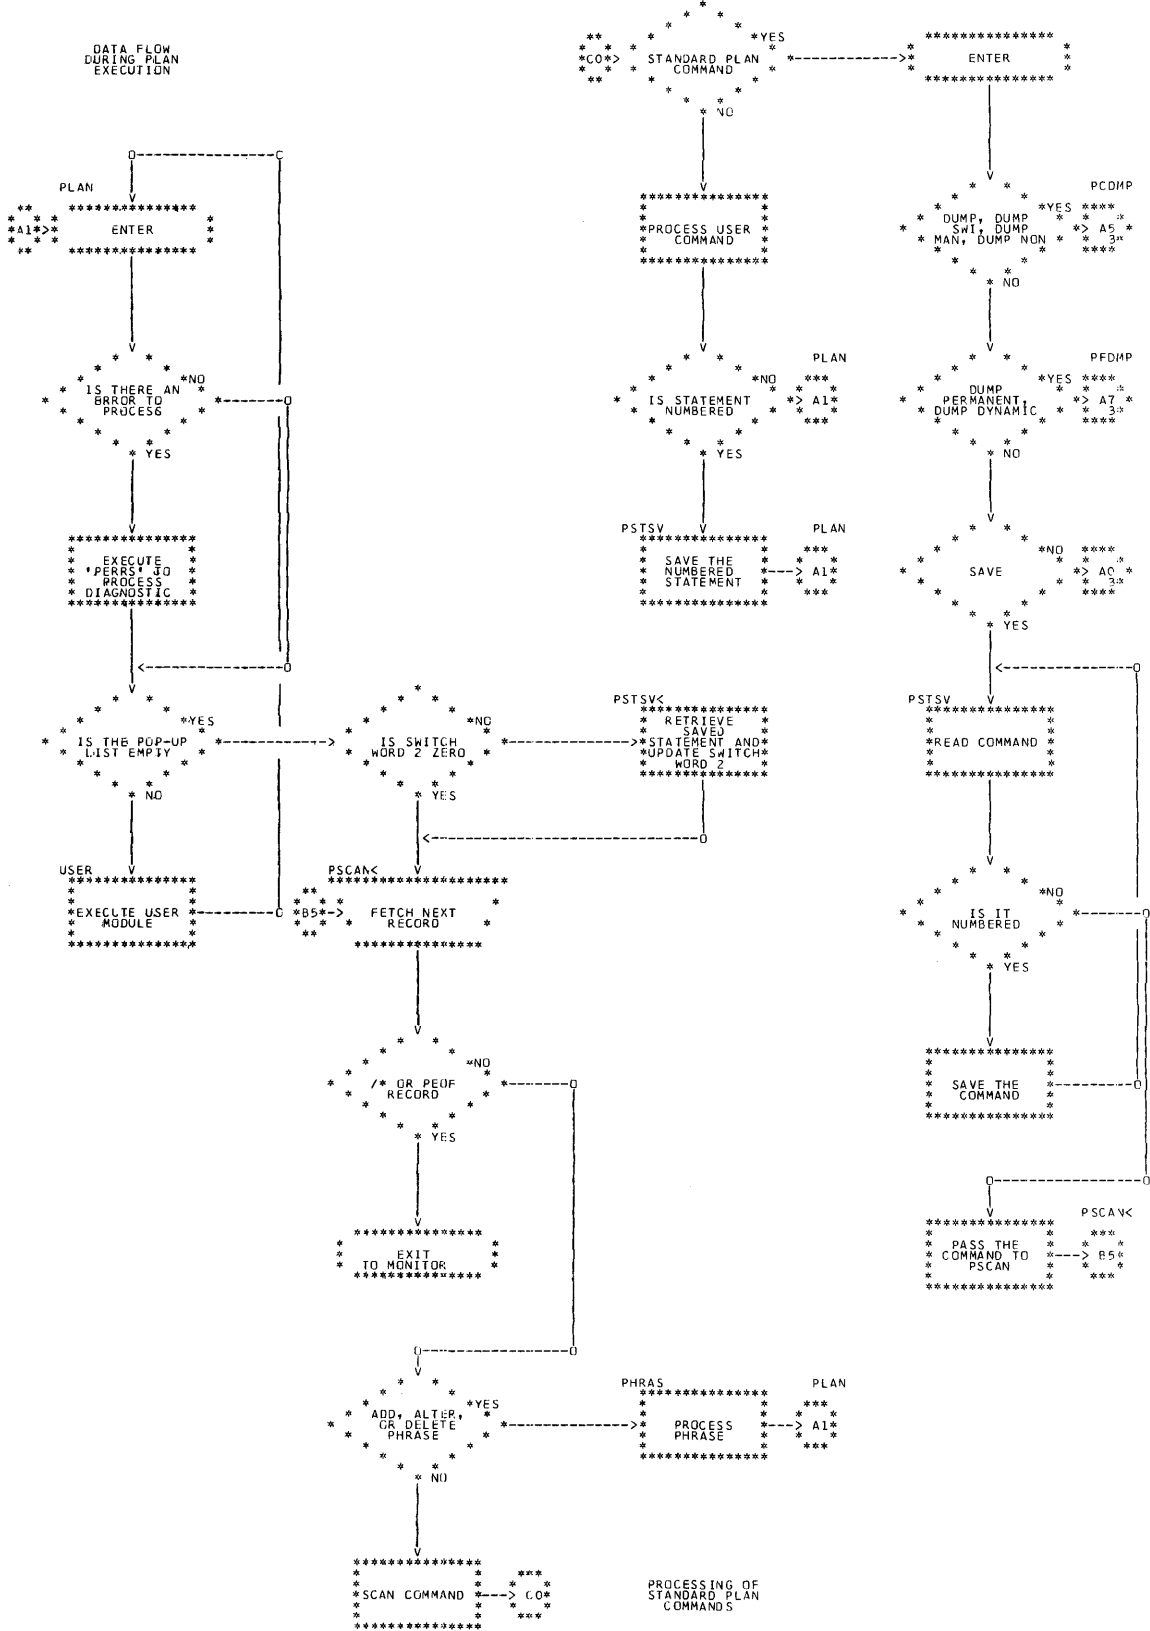 DATA FLOW
DURING PLAN
EXECUTION
PLAN
A1
ENTER
IS THERE AN
ERROR TO
PROCESS
NO
YES
EXECUTE
'PERRS' TO
PROCESS
DIAGNOSTIC
IS THE POP-UP
LIST EMPTY
YES
NO
USER
EXECUTE USER
MODULE
IS SWITCH
WORD 2 ZERO
NO
YES
PSTSV<
RETRIEVE
SAVED
STATEMENT AND
UPDATE SWITCH
WORD 2
PSCAN<
B5
FETCH NEXT
RECORD
/* OR PEOF
RECORD
NO
YES
EXIT
TO MONITOR
ADD, ALTER,
OR DELETE
PHRASE
YES
NO
PHRAS
PROCESS
PHRASE
PLAN
A1
SCAN COMMAND
C0
C0
STANDARD PLAN
COMMAND
YES
NO
PROCESS USER
COMMAND
IS STATEMENT
NUMBERED
NO
YES
PLAN
A1
PSTSV
SAVE THE
NUMBERED
STATEMENT
PLAN
A1
ENTER
DUMP, DUMP
SWI, DUMP
MAN, DUMP NON
YES
NO
PCDMP
A5
3
DUMP
PERMANENT,
DUMP DYNAMIC
YES
NO
PFDMP
A7
3
SAVE
NO
YES
A0
3
PSTSV
READ COMMAND
IS IT
NUMBERED
NO
YES
SAVE THE
COMMAND
PASS THE
COMMAND TO
PSCAN
PSCAN<
B5
PROCESSING OF
STANDARD PLAN
COMMANDS